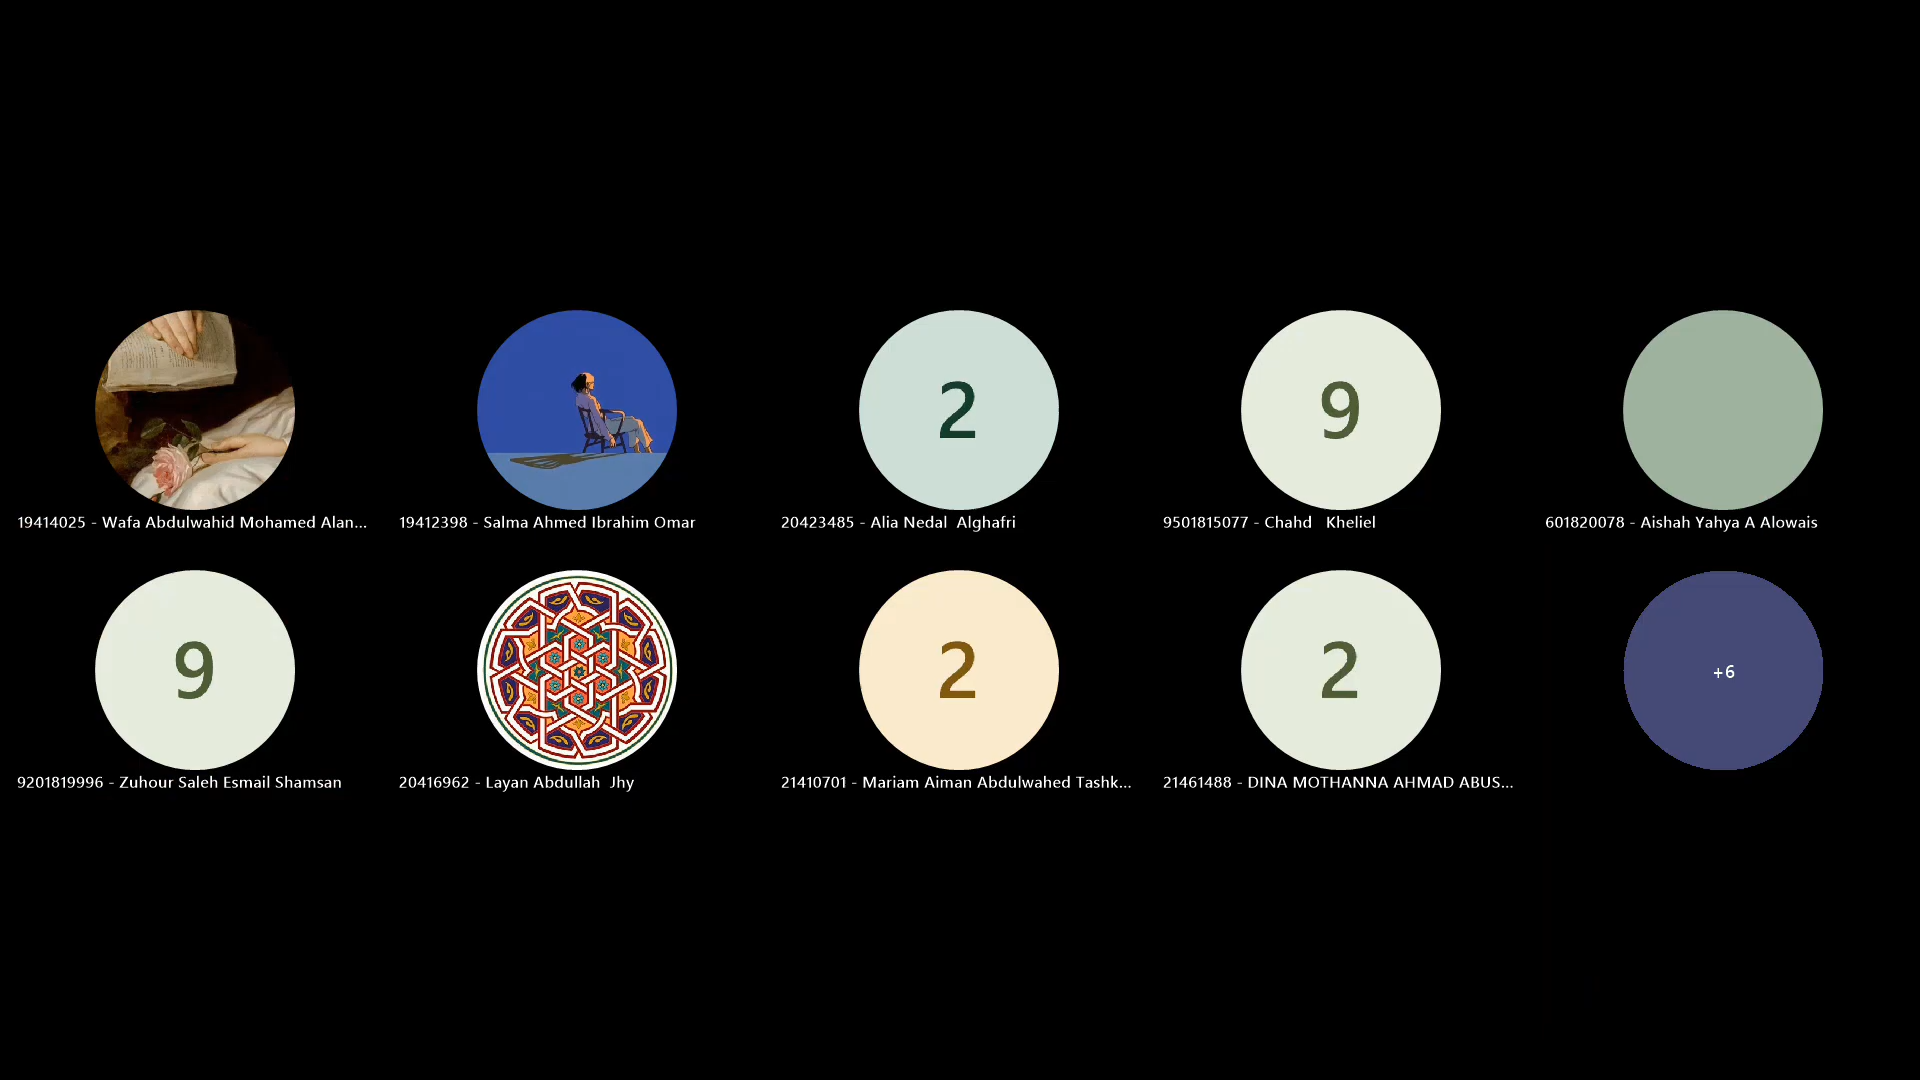 2
9
19414025 - Wafa Abdulwahid Mohamed Alan...
19412398 - Salma Ahmed Ibrahim Omar
20423485 - Alia Nedal Alghafri
9501815077 - Chahd Kheliel
601820078 - Aishah Yahya A Alowais
9
2
2
+6
9201819996 - Zuhour Saleh Esmail Shamsan
20416962 - Layan Abdullah Jhy
21410701 - Mariam Aiman Abdulwahed Tashk...
21461488 - DINA MOTHANNA AHMAD ABUS...